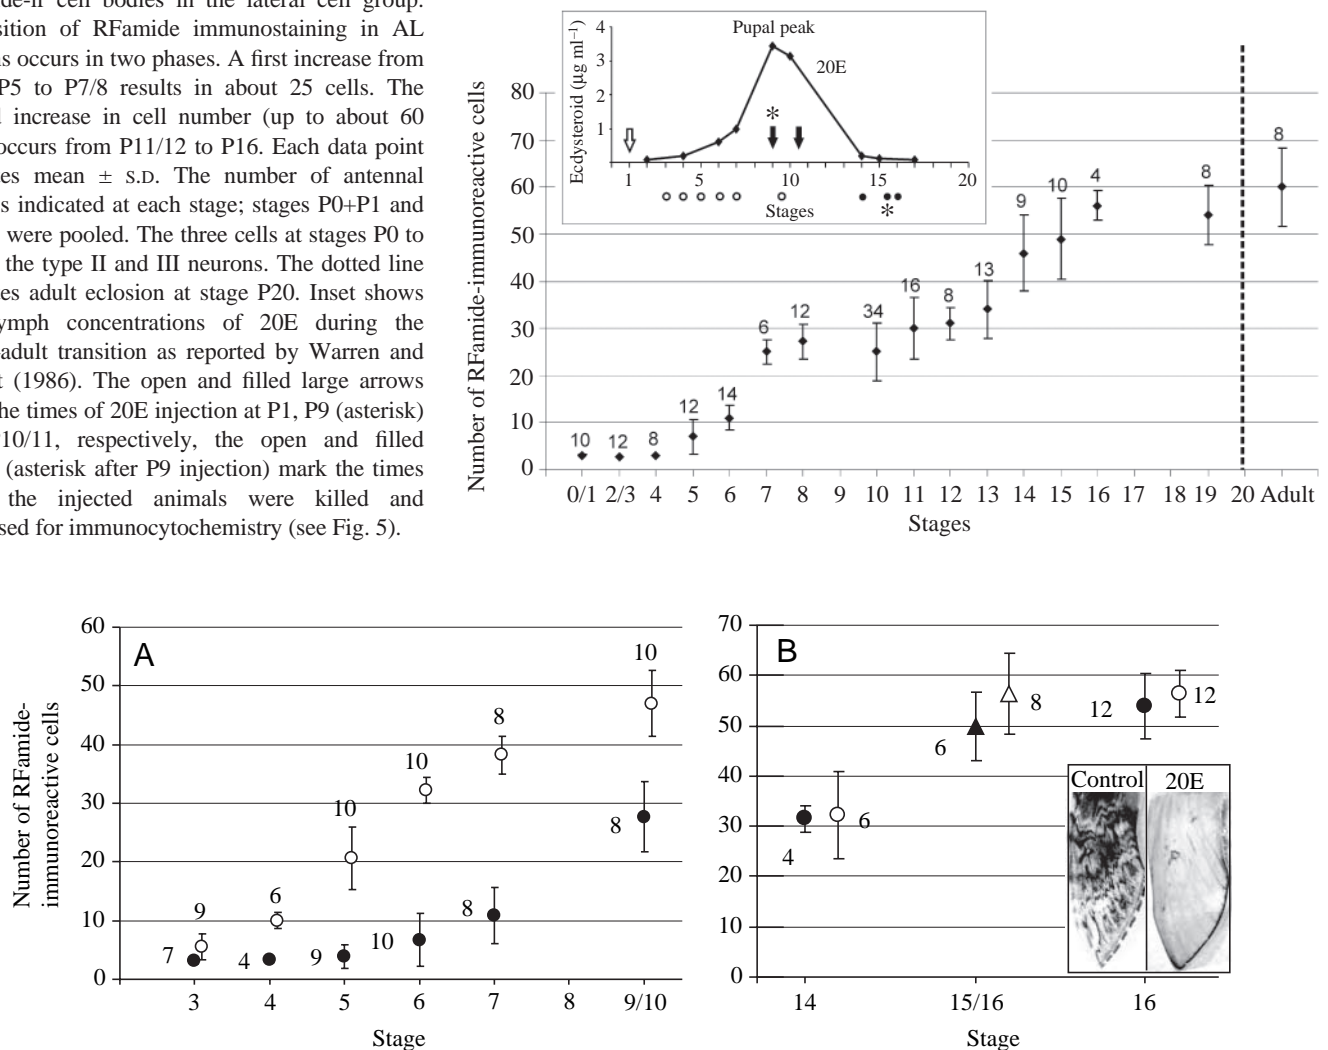 cell bodies in the lateral cell group.
of RFamide immunostaining in AL
occurs in two phases. A first increase from
P5 to P7/8 results in about 25 cells. The
increase in cell number (up to about 60
occurs from P11/12 to P16. Each data point
mean ± S.D. The number of antennal
indicated at each stage; stages P0+P1 and
were pooled. The three cells at stages P0 to
the type II and III neurons. The dotted line
adult eclosion at stage P20. Inset shows
concentrations of 20E during the
adult transition as reported by Warren and
(1986). The open and filled large arrows
the times of 20E injection at P1, P9 (asterisk)
10/11, respectively, the open and filled
(asterisk after P9 injection) mark the times
the injected animals were killed and
for immunocytochemistry (see Fig. 5).
Number of RFamide-immunoreactive cells
80
70
60
50
40
30
20
10
0
Ecdysteroid (µg ml−1)
4
3
2
1
Pupal peak
20E
*
1 5 10 15 20
Stages
*
10 12 8 12 14 6 12 34 16 8 13 9 10 4 8 8
0/1 2/3 4 5 6 7 8 9 10 11 12 13 14 15 16 17 18 19 20 Adult
Stages
A
Number of RFamide-
immunoreactive cells
60
50
40
30
20
10
0
9 6 10 10 8 10
7 4 9 10 8 8
3 4 5 6 7 8 9/10
Stage
B
70
60
50
40
30
20
10
0
4 6 6 8 12 12
Control 20E
14 15/16 16
Stage